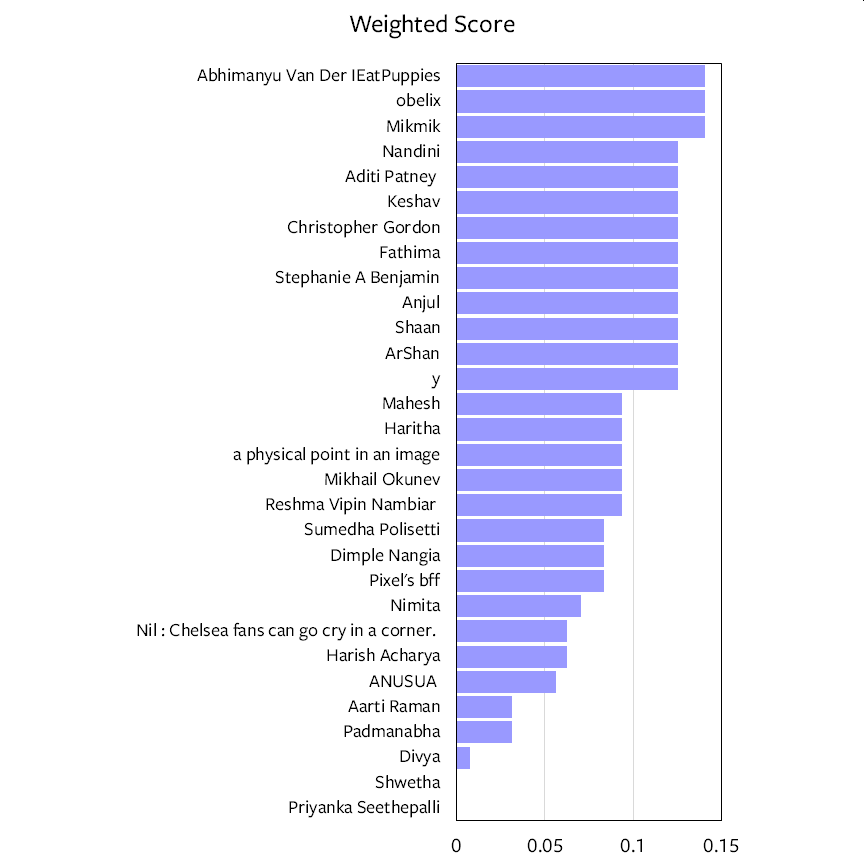 Weighted Score
Abhimanyu Van Der IEatPuppies
obelix
Mikmik
Nandini
Aditi Patney
Keshav
Christopher Gordon
Fathima
Stephanie A Benjamin
Anjul
Shaan
ArShan
y
Mahesh
Haritha
a physical point in an image
Mikhail Okunev
Reshma Vipin Nambiar
Sumedha Polisetti
Dimple Nangia
Pixel's bff
Nimita
Nil : Chelsea fans can go cry in a corner.
Harish Acharya
ANUSUA
Aarti Raman
Padmanabha
Divya
Shwetha
Priyanka Seethepalli
0 0.05 0.1 0.15